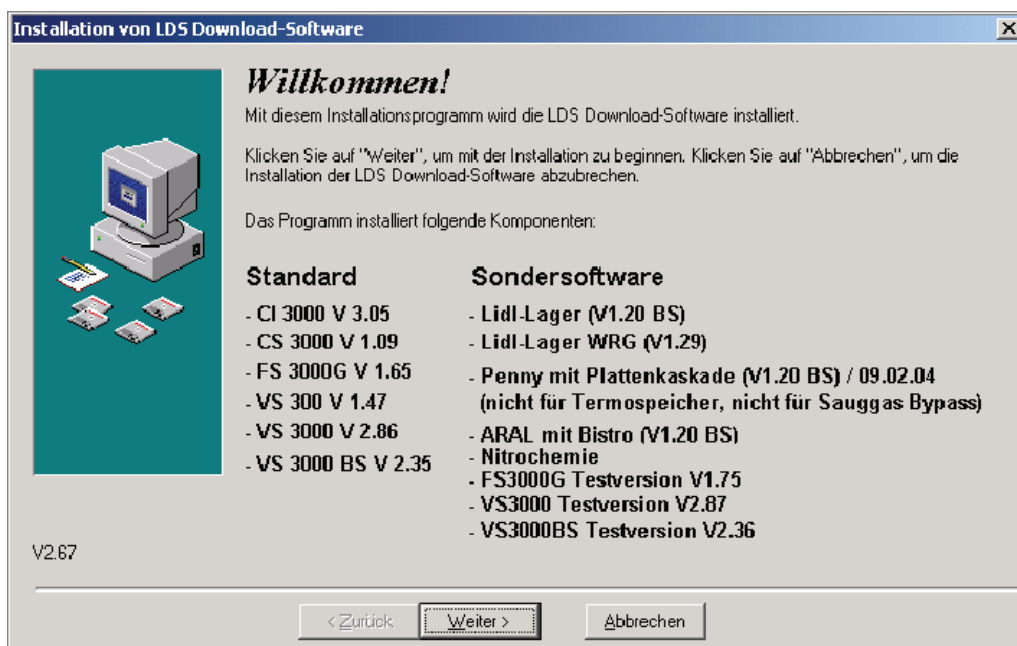 Installation von LDS Download-Software
Willkommen!
Mit diesem Installationsprogramm wird die LDS Download-Software installiert.
Klicken Sie auf "Weiter", um mit der Installation zu beginnen. Klicken Sie auf "Abbrechen", um die
Installation der LDS Download-Software abzubrechen.
Das Programm installiert folgende Komponenten:
Standard
- CI 3000 V 3.05
- CS 3000 V 1.09
- FS 3000G V 1.65
- VS 300 V 1.47
- VS 3000 V 2.86
- VS 3000 BS V 2.35
Sondersoftware
- Lidl-Lager (V1.20 BS)
- Lidl-Lager WRG (V1.29)
- Penny mit Plattenkaskade (V1.20 BS) / 09.02.04
(nicht für Termospeicher, nicht für Sauggas Bypass)
- ARAL mit Bistro (V1.20 BS)
- Nitrochemie
- FS3000G Testversion V1.75
- VS3000 Testversion V2.87
- VS3000BS Testversion V2.36
V2.67
< Zurück
Weiter >
Abbrechen